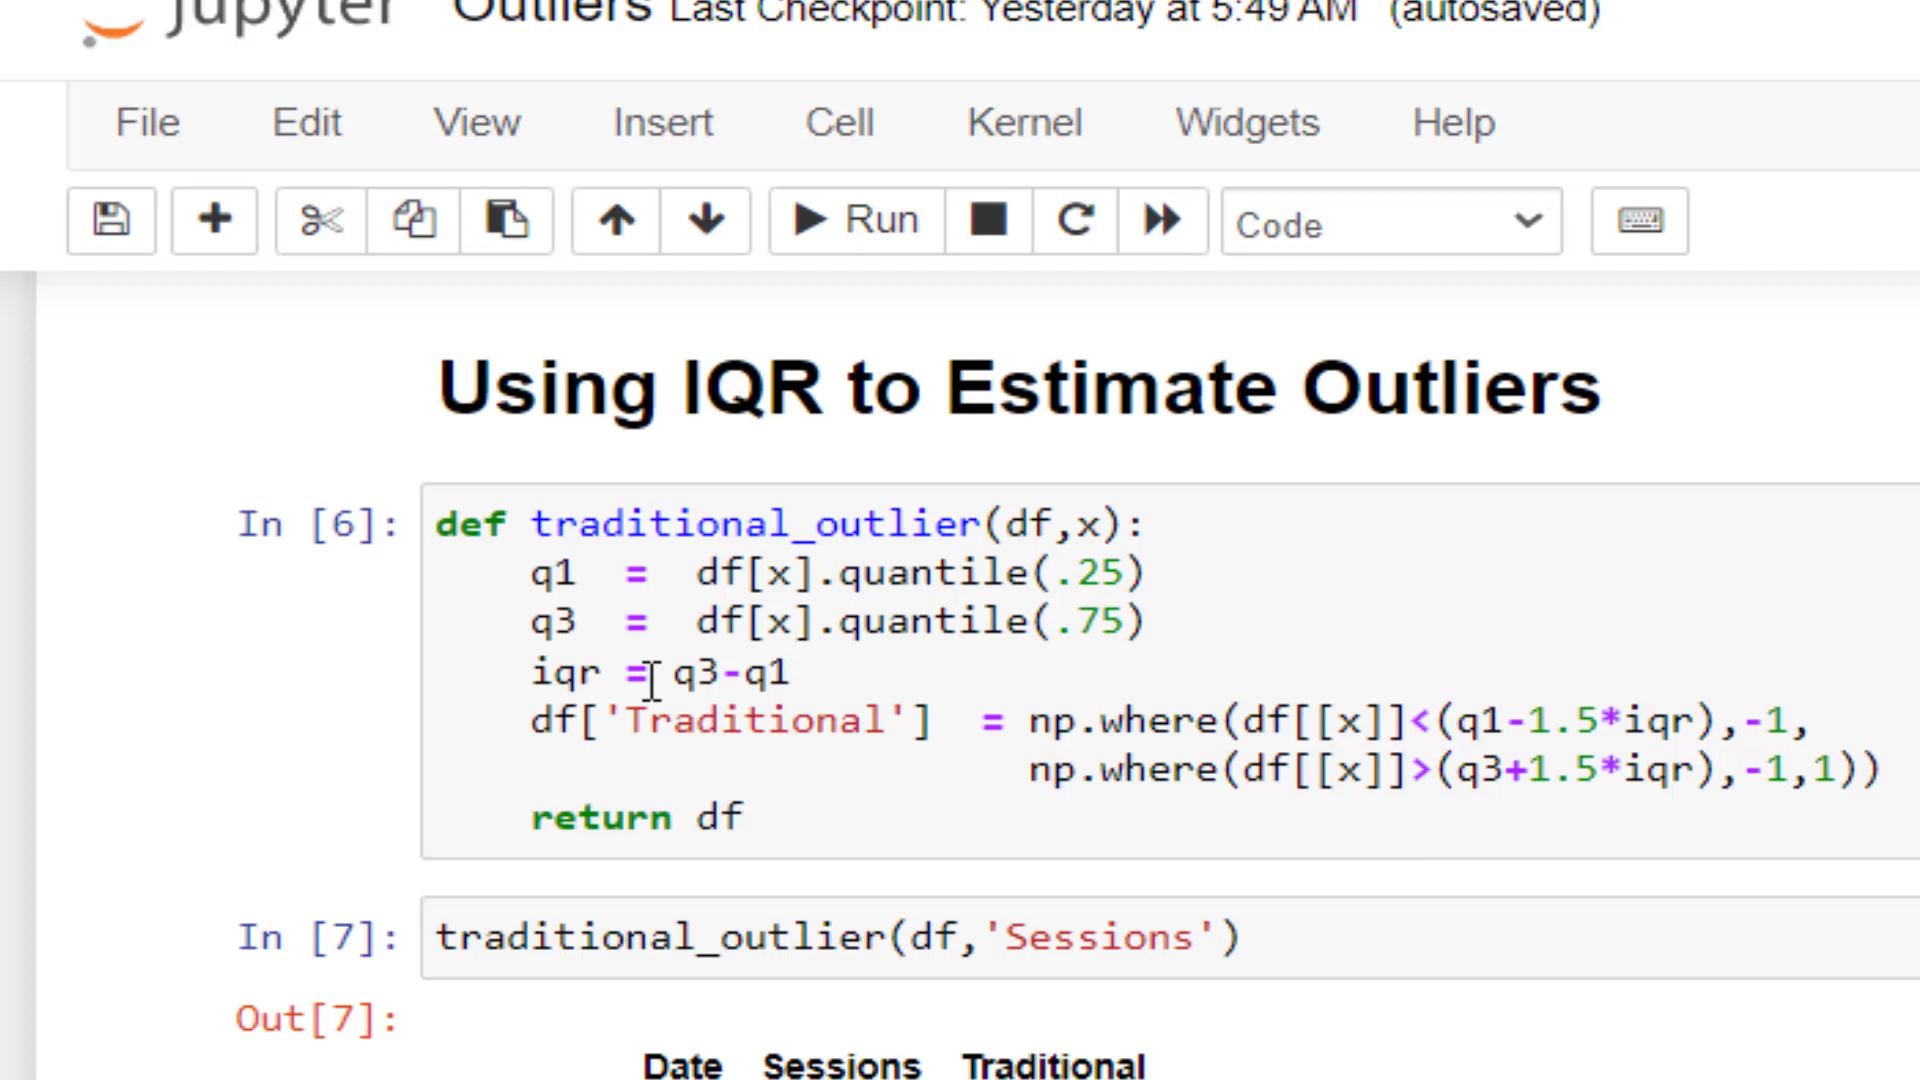 jupyter Outliers Last Checkpoint: Yesterday at 5:49 AM (autosaved)
File Edit View Insert Cell Kernel Widgets Help
Run Code
Using IQR to Estimate Outliers
In [6]: def traditional_outlier(df,x):
q1 = df[x].quantile(.25)
q3 = df[x].quantile(.75)
iqr = q3-q1
df['Traditional'] = np.where(df[[x]]<(q1-1.5*iqr),-1,
np.where(df[[x]]>(q3+1.5*iqr),-1,1))
return df
In [7]: traditional_outlier(df,'Sessions')
Out[7]:
Date Sessions Traditional